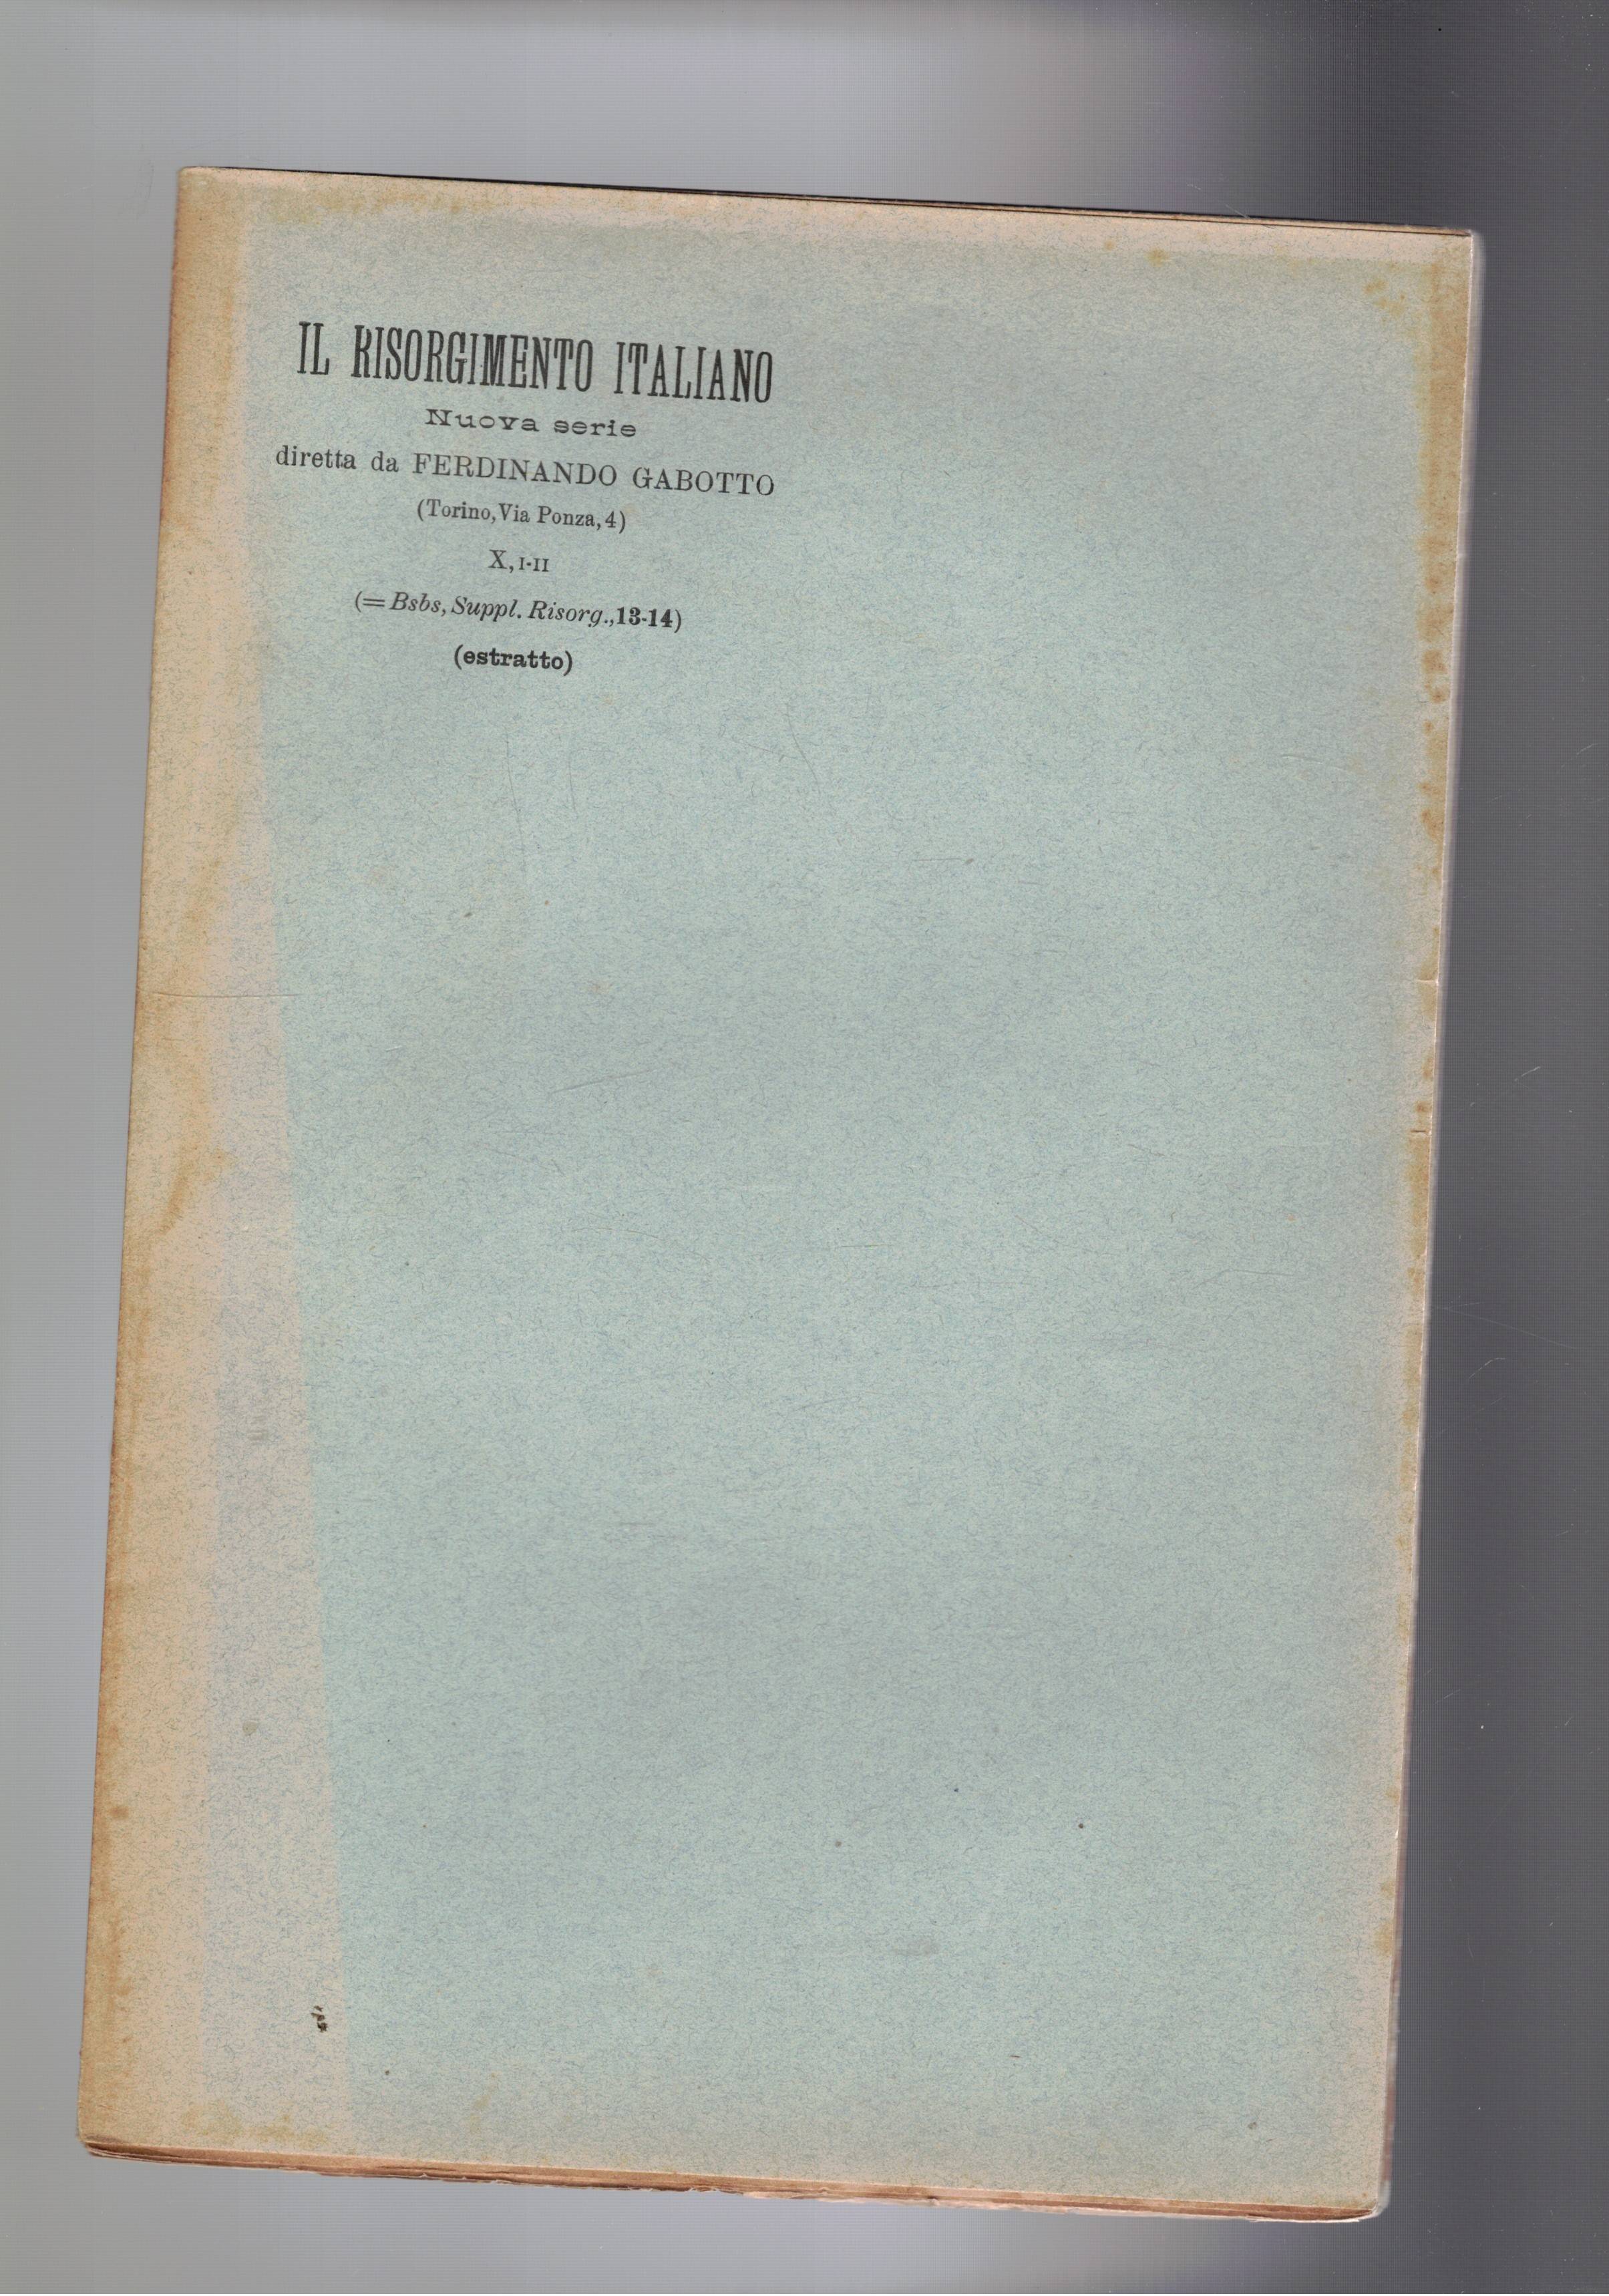 IL RISORGIMENTO ITALIANO
Nuova serie
diretta da FERDINANDO GABOTTO
(Torino, Via Ponza, 4)
X, I-II
(= Bsbs, Suppl. Risorg., 13-14)
(estratto)